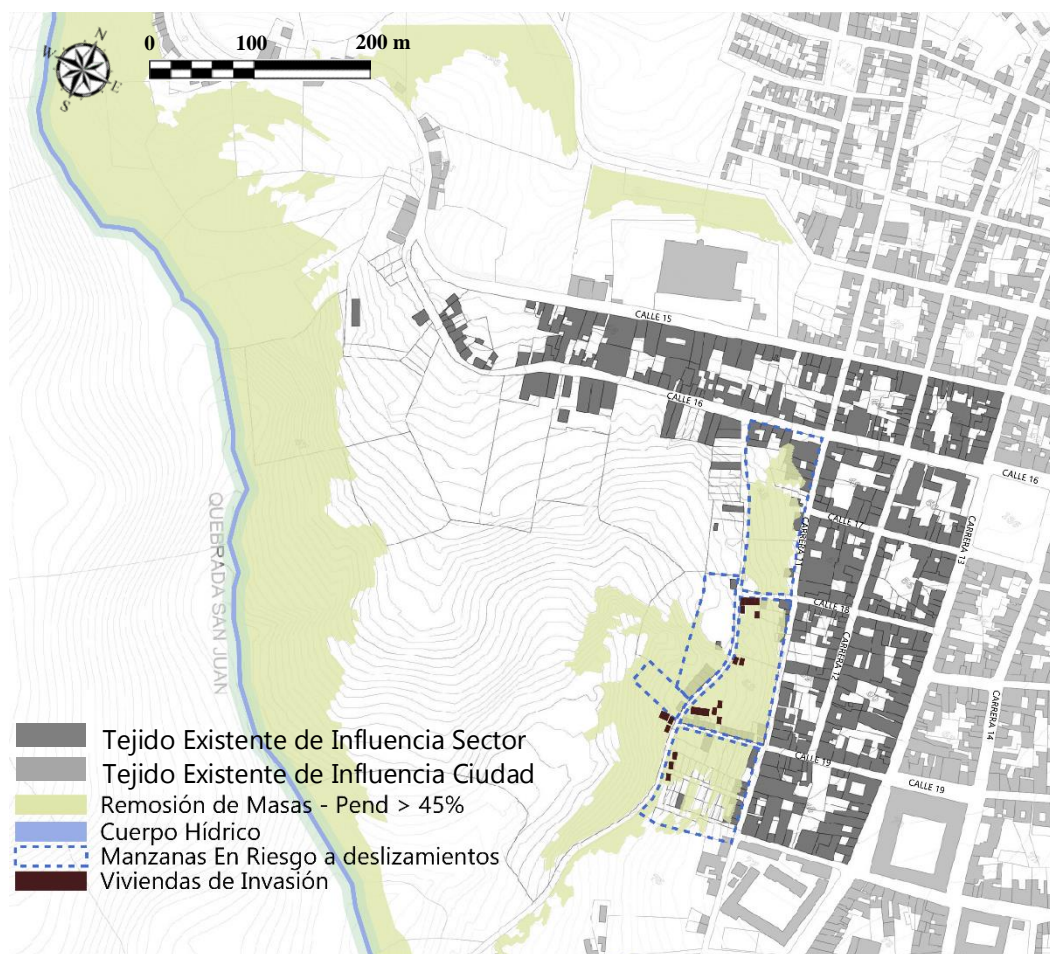 N
W
E
S
0 100 200 m
CALLE 15
CALLE 16
CALLE 16
CALLE 17
CARRERA 11
CARRERA 13
CALLE 18
CARRERA 12
QUEBRADA SAN JUAN
CARRERA 14
CALLE 19
CALLE 19
Tejido Existente de Influencia Sector
Tejido Existente de Influencia Ciudad
Remosión de Masas - Pend > 45%
Cuerpo Hídrico
Manzanas En Riesgo a deslizamientos
Viviendas de Invasión